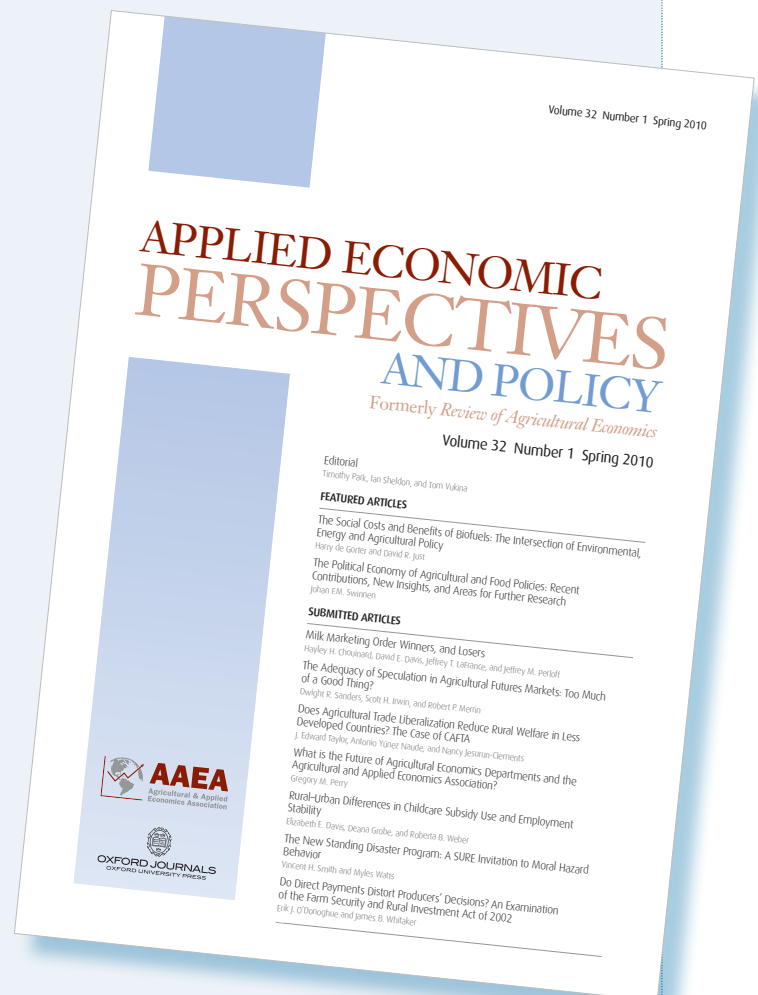 Volume 32 Number 1 Spring 2010
APPLIED ECONOMIC
PERSPECTIVES
AND POLICY
Formerly Review of Agricultural Economics
Volume 32 Number 1 Spring 2010
Editorial
Timothy Park, Ian Sheldon, and Tom Vukina
FEATURED ARTICLES
The Social Costs and Benefits of Biofuels: The Intersection of Environmental,
Energy and Agricultural Policy
Harry de Gorter and David R. Just
The Political Economy of Agricultural and Food Policies: Recent
Contributions, New Insights, and Areas for Further Research
Johan F.M. Swinnen
SUBMITTED ARTICLES
Milk Marketing Order Winners, and Losers
Hayley H. Chouinard, David E. Davis, Jeffrey T. LaFrance, and Jeffrey M. Perloff
The Adequacy of Speculation in Agricultural Futures Markets: Too Much
of a Good Thing?
Dwight R. Sanders, Scott H. Irwin, and Robert P. Merrin
Does Agricultural Trade Liberalization Reduce Rural Welfare in Less
Developed Countries? The Case of CAFTA
J. Edward Taylor, Antonio Yúnez Naude, and Nancy Jesurun-Clements
What is the Future of Agricultural Economics Departments and the
Agricultural and Applied Economics Association?
Gregory M. Perry
Rural–Urban Differences in Childcare Subsidy Use and Employment
Stability
Elizabeth E. Davis, Deana Grobe, and Roberta B. Weber
The New Standing Disaster Program: A SURE Invitation to Moral Hazard
Behavior
Vincent H. Smith and Myles Watts
Do Direct Payments Distort Producers' Decisions? An Examination
of the Farm Security and Rural Investment Act of 2002
Erik J. O'Donoghue and James B. Whitaker
AAEA
Agricultural & Applied
Economics Association
OXFORD JOURNALS
OXFORD UNIVERSITY PRESS